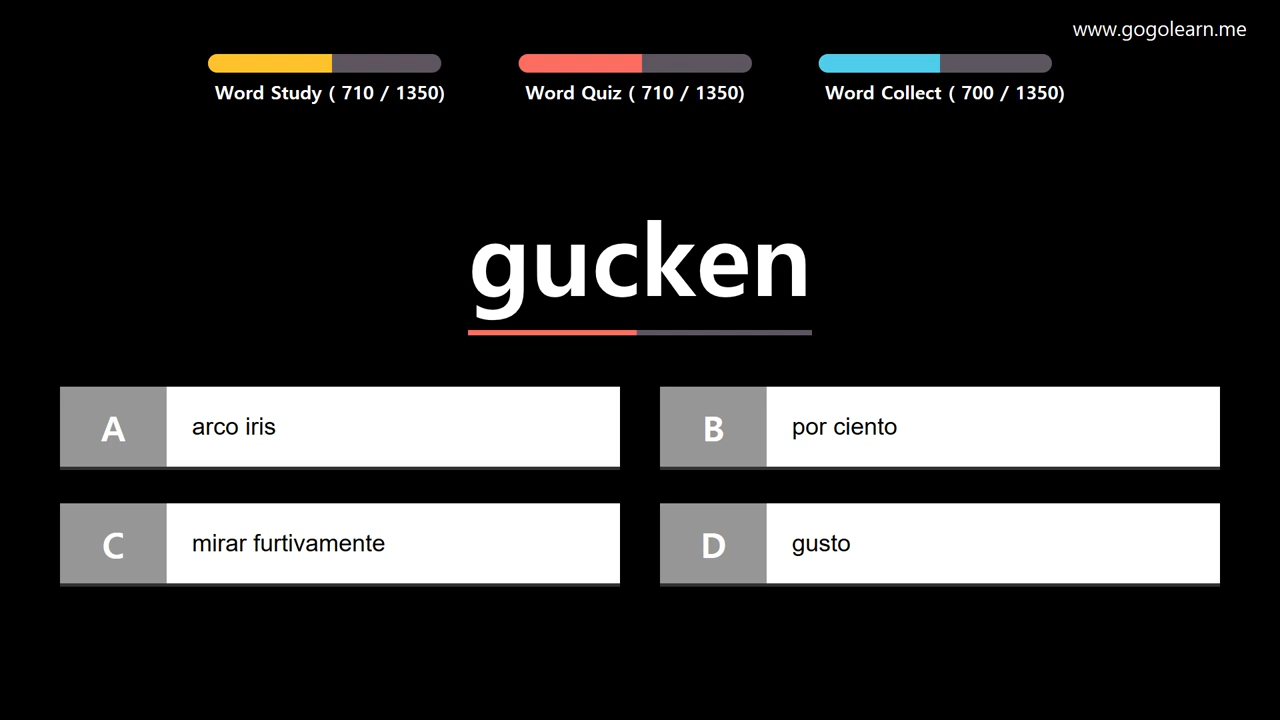 www.gogolearn.me
Word Study ( 710 / 1350)
Word Quiz ( 710 / 1350)
Word Collect ( 700 / 1350)
gucken
A
arco iris
B
por ciento
C
mirar furtivamente
D
gusto